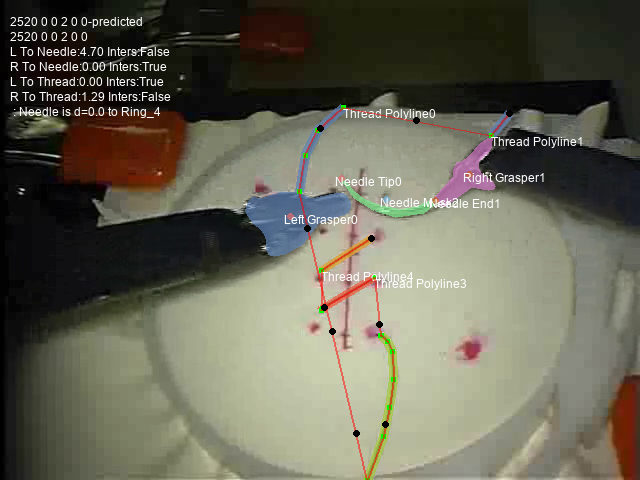 2520 0 0 2 0 0-predicted
2520 0 0 2 0 0
L To Needle:4.70 Inters:False
R To Needle:0.00 Inters:True
L To Thread:0.00 Inters:True
R To Thread:1.29 Inters:False
: Needle is d=0.0 to Ring_4
Thread Polyline0
Thread Polyline1
Right Grasper1
Needle Tip0
Needle End1
Left Grasper0
Thread Polyline4
Thread Polyline3